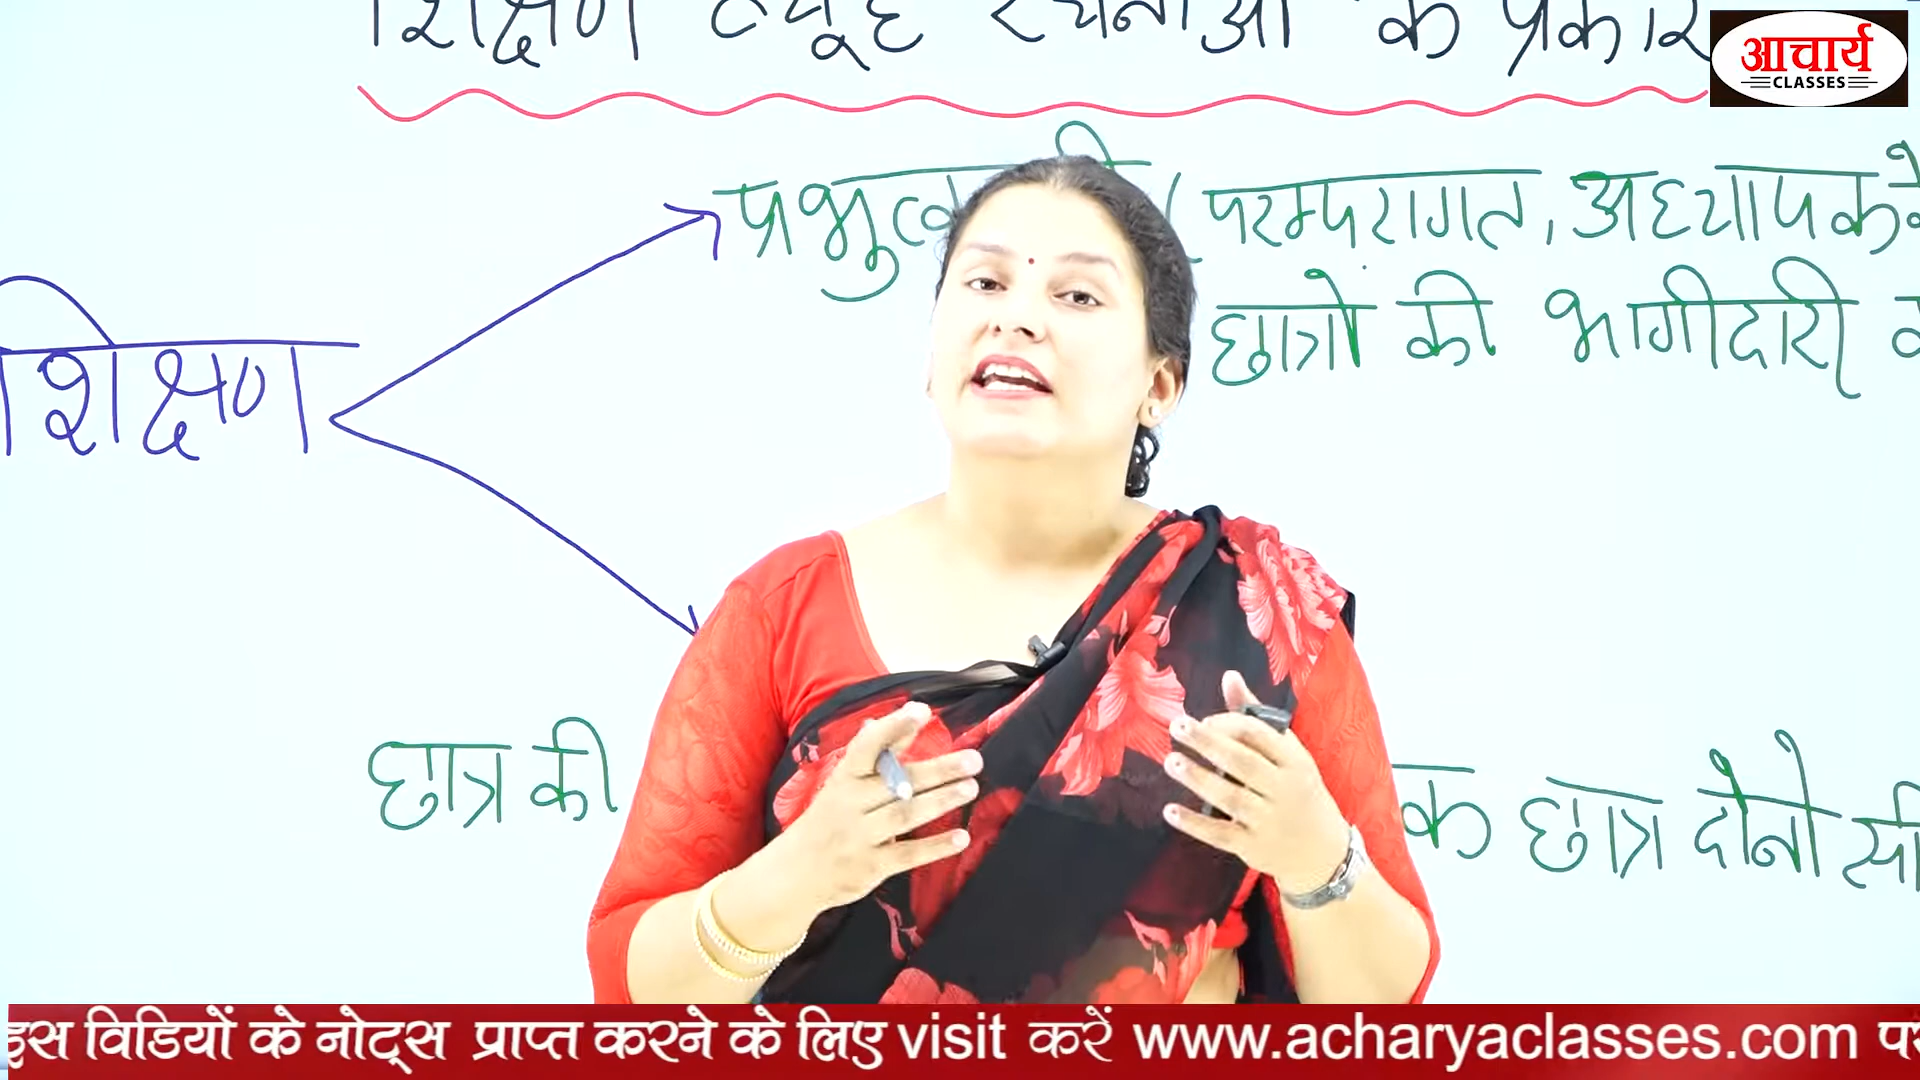 शिक्षण व्यूह रचनाओं के प्रकार
आचार्य
CLASSES
(परम्परागत, अध्यापक
छात्रों की भागीदारी
शिक्षण
छात्र की
क छात्र दोनों
इस विडियों के नोट्स प्राप्त करने के लिए visit करें www.acharyaclasses.com